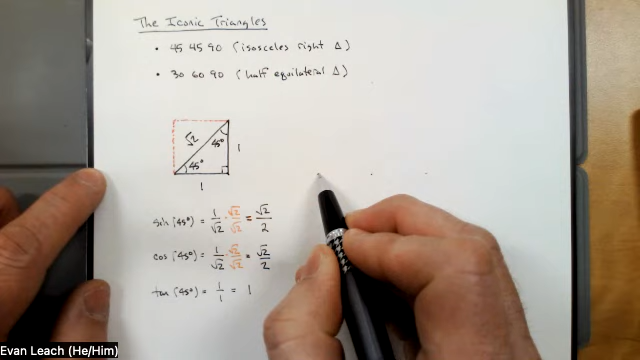 The Iconic Triangles
• 45 45 90 (isosceles right Δ)
• 30 60 90 (half equilateral Δ)
√2 45° 1
45°
1
sin(45°) = 1/√2 · √2/√2 = √2/2
cos(45°) = 1/√2 · √2/√2 = √2/2
tan(45°) = 1/1 = 1
Evan Leach (He/Him)